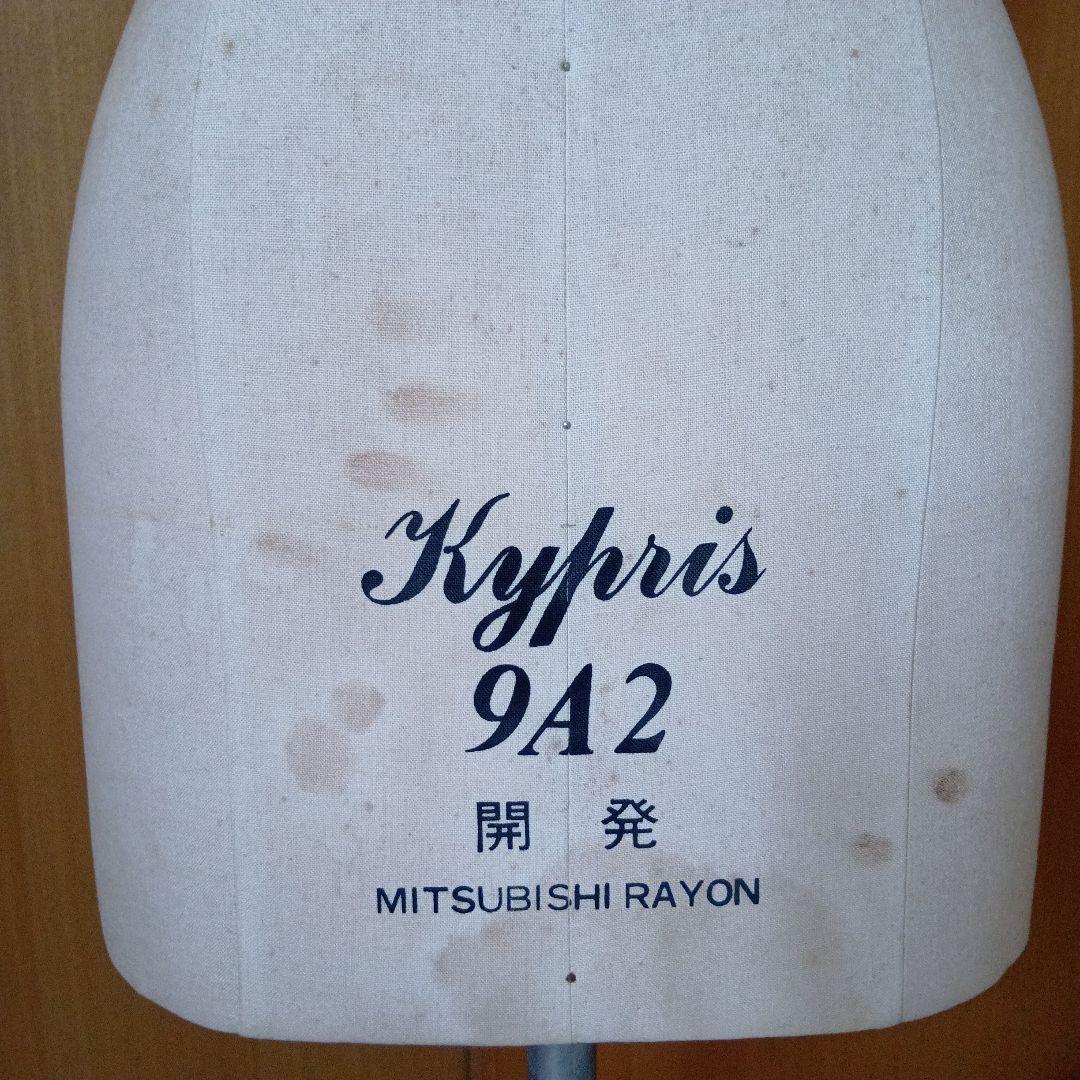 Kypris
9A2
開発
MITSUBISHI RAYON